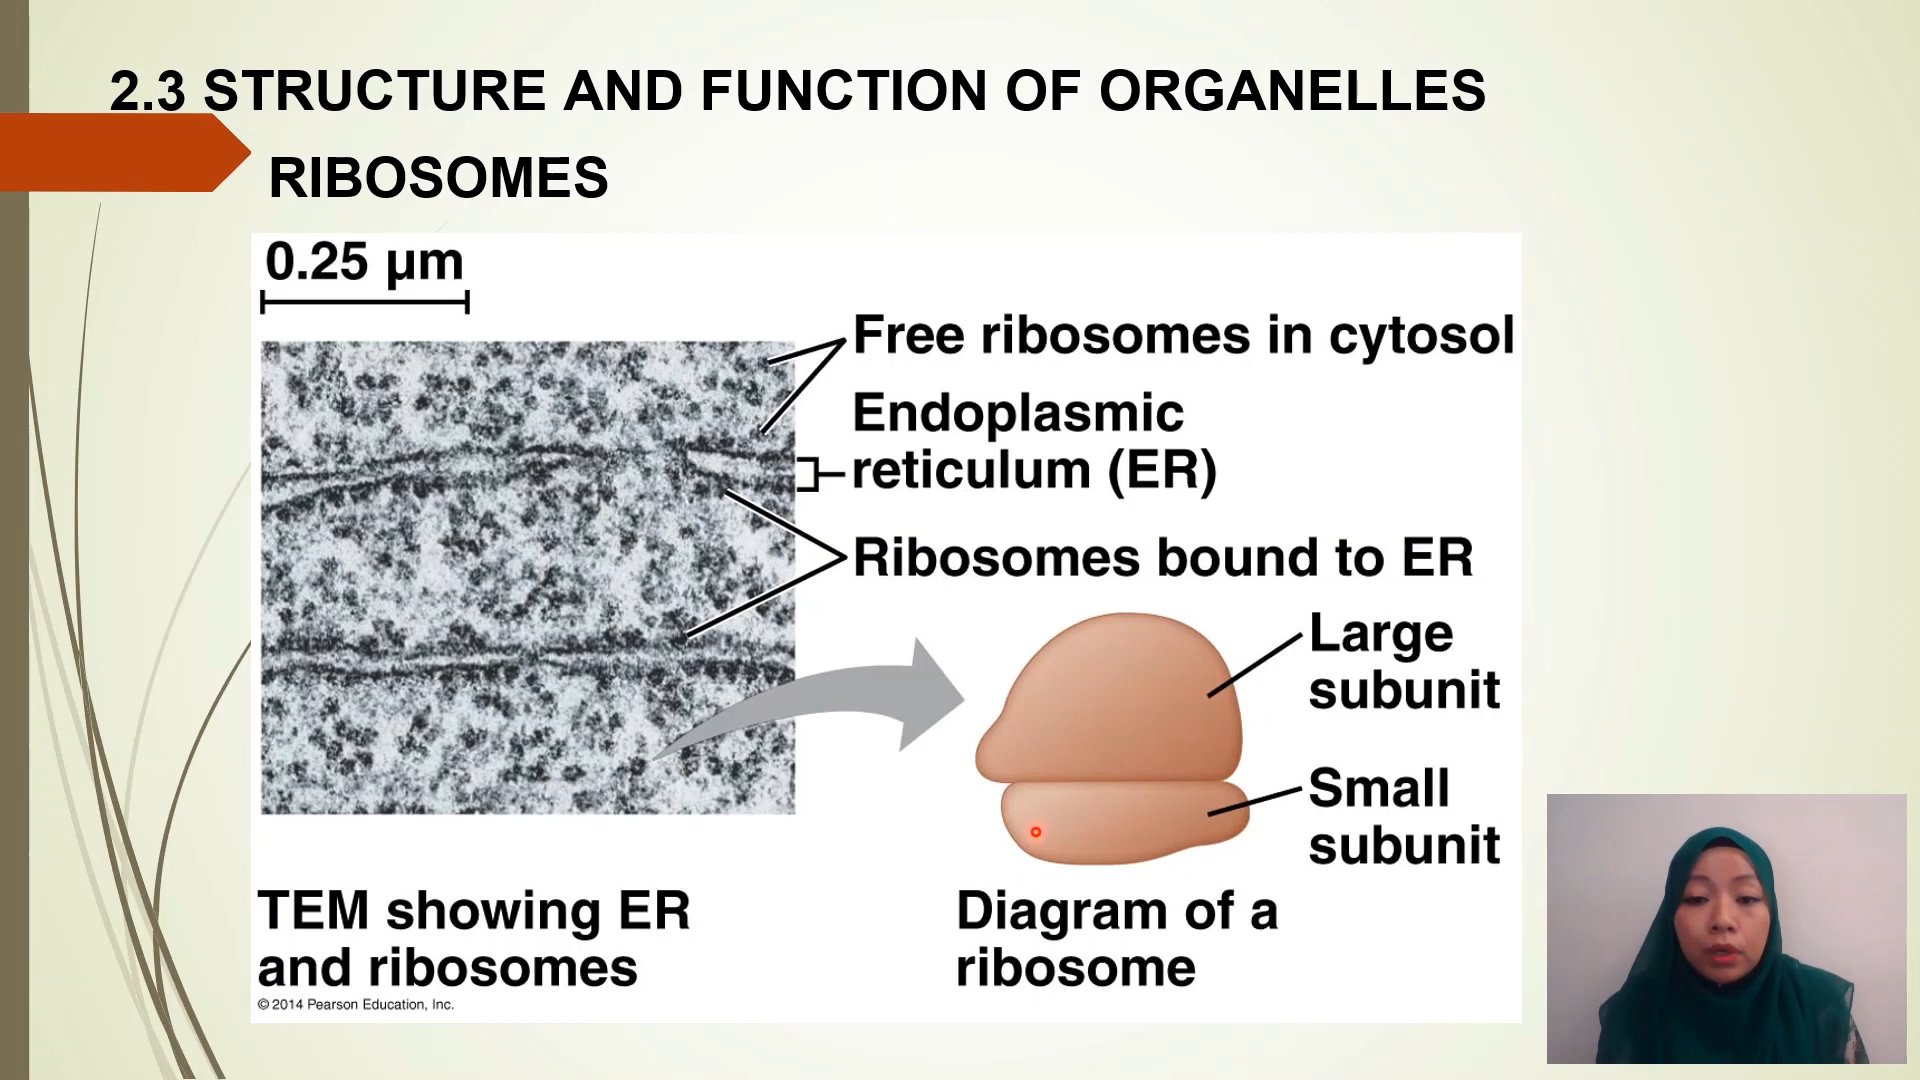 2.3 STRUCTURE AND FUNCTION OF ORGANELLES
RIBOSOMES
0.25 µm
Free ribosomes in cytosol
Endoplasmic
reticulum (ER)
Ribosomes bound to ER
Large
subunit
Small
subunit
TEM showing ER
and ribosomes
Diagram of a
ribosome
© 2014 Pearson Education, Inc.